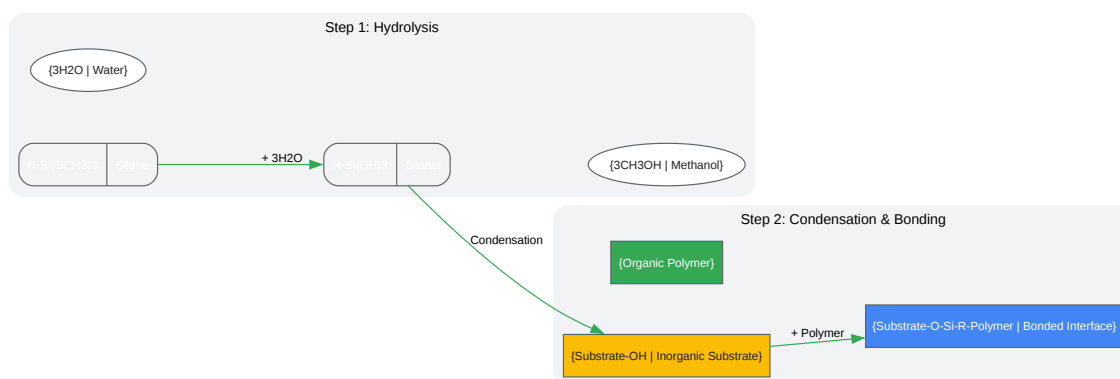 Step 1: Hydrolysis
{3H2O | Water}
R-Si(OCH3)3 Silane
+ 3H2O
R-Si(OH)3 Silanol
{3CH3OH | Methanol}
Condensation
Step 2: Condensation & Bonding
{Organic Polymer}
{Substrate-OH | Inorganic Substrate}
+ Polymer
{Substrate-O-Si-R-Polymer | Bonded Interface}